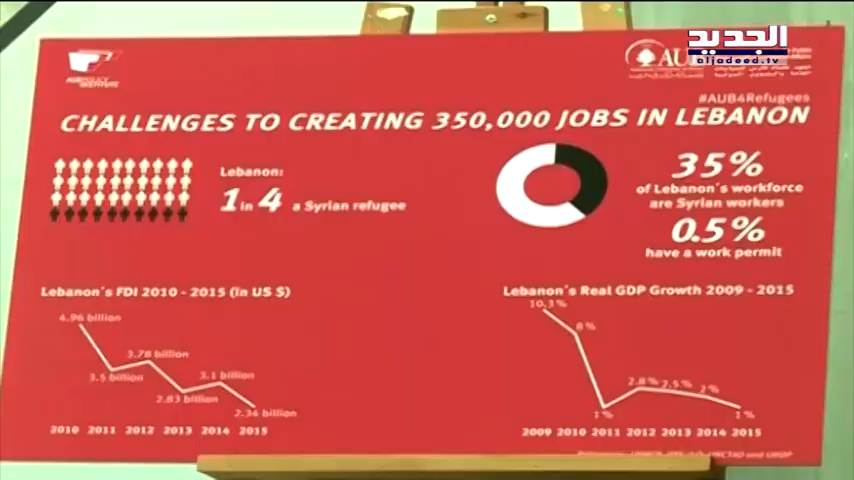 الجديد
aljadeed.tv
AUB POLICY
INSTITUTE
AU
#AUB4Refugees
CHALLENGES TO CREATING 350,000 JOBS IN LEBANON
Lebanon:
1 in 4 a Syrian refugee
35%
of Lebanon's workforce
are Syrian workers
0.5%
have a work permit
Lebanon's FDI 2010 - 2015 (in US $)
4.96 billion
3.5 billion
3.78 billion
2.83 billion
3.1 billion
2.34 billion
2010 2011 2012 2013 2014 2015
Lebanon's Real GDP Growth 2009 - 2015
10.3%
8%
1%
2.8%
2.5%
2%
1%
2009 2010 2011 2012 2013 2014 2015